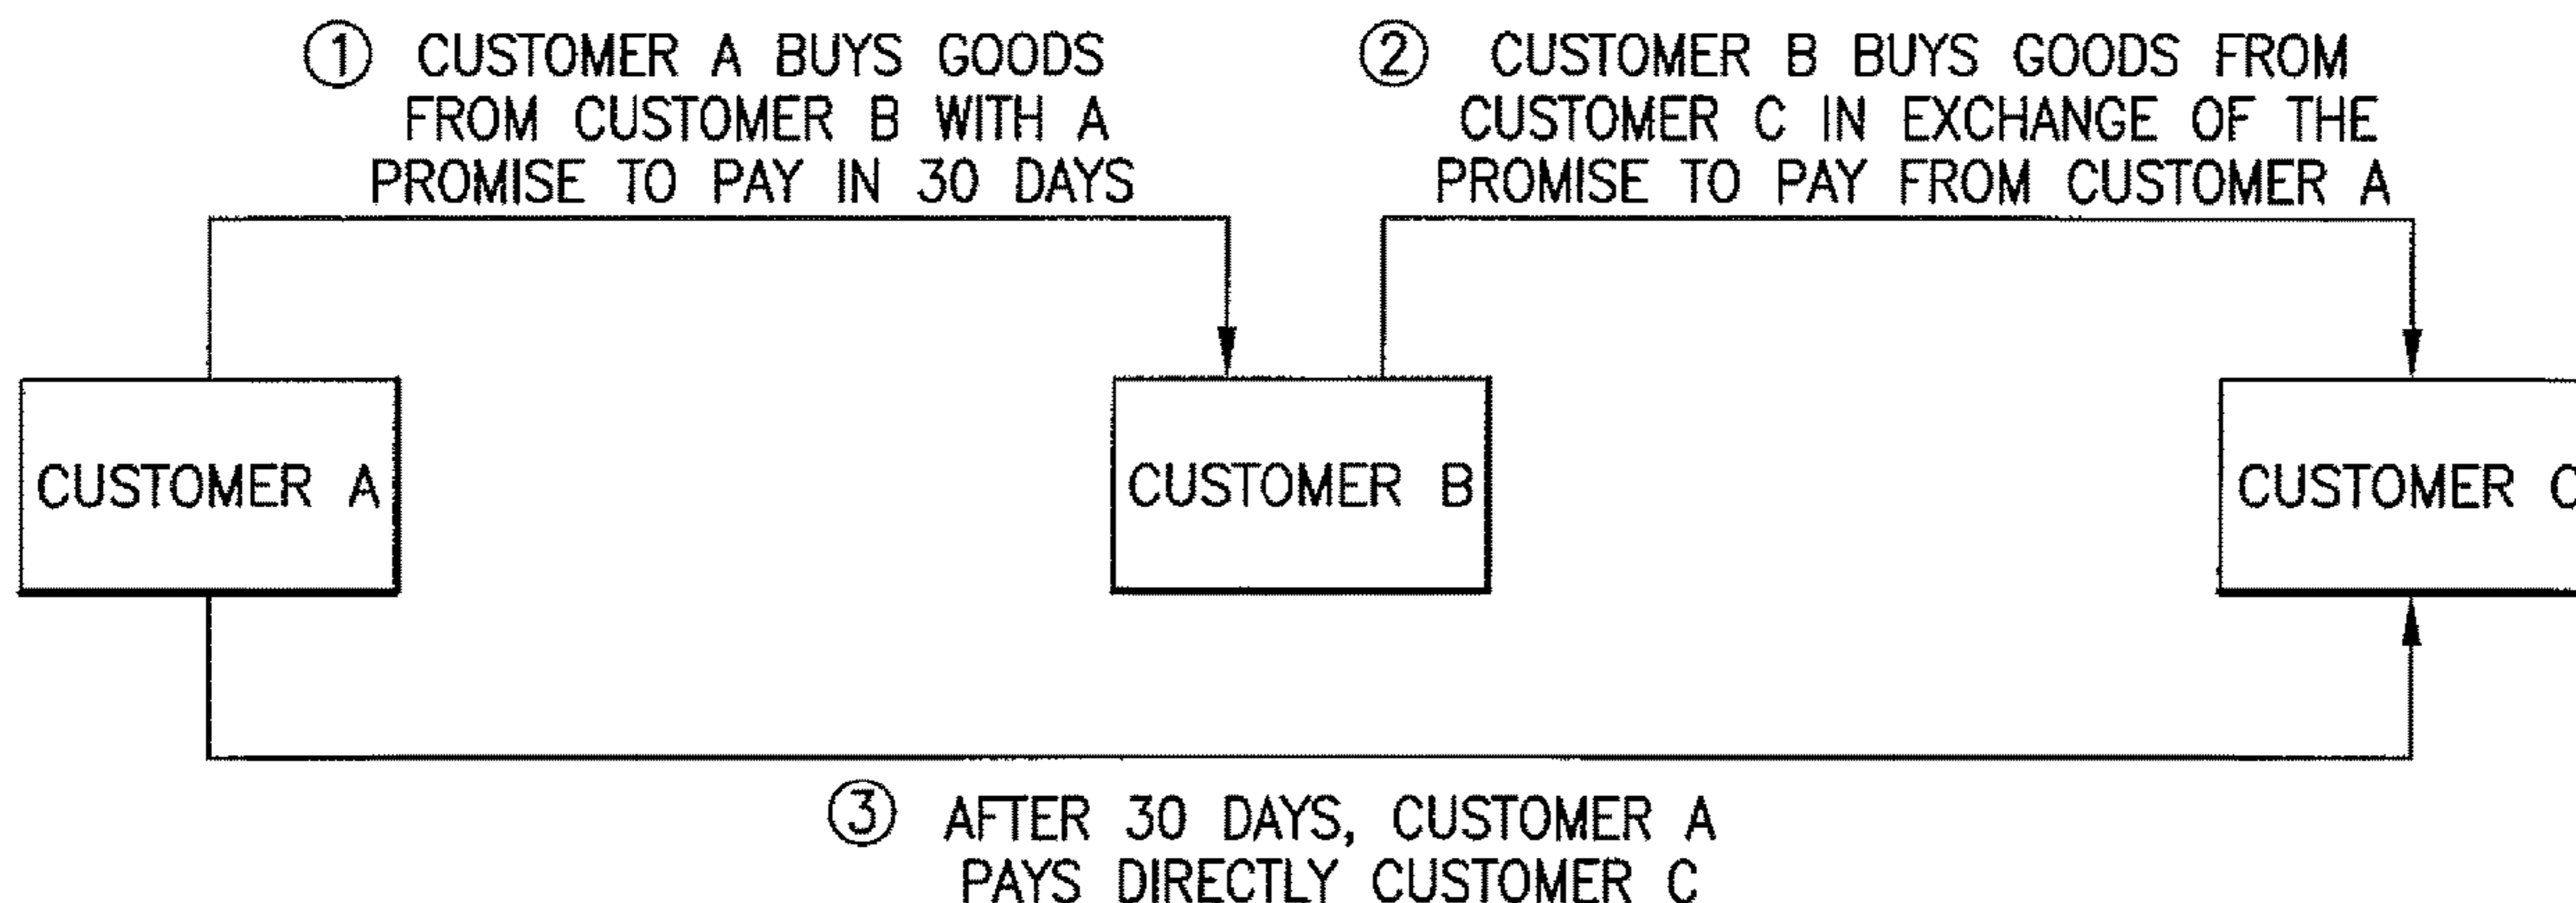 ① CUSTOMER A BUYS GOODS
FROM CUSTOMER B WITH A
PROMISE TO PAY IN 30 DAYS
② CUSTOMER B BUYS GOODS FROM
CUSTOMER C IN EXCHANGE OF THE
PROMISE TO PAY FROM CUSTOMER A
CUSTOMER A
CUSTOMER B
CUSTOMER C
③ AFTER 30 DAYS, CUSTOMER A
PAYS DIRECTLY CUSTOMER C